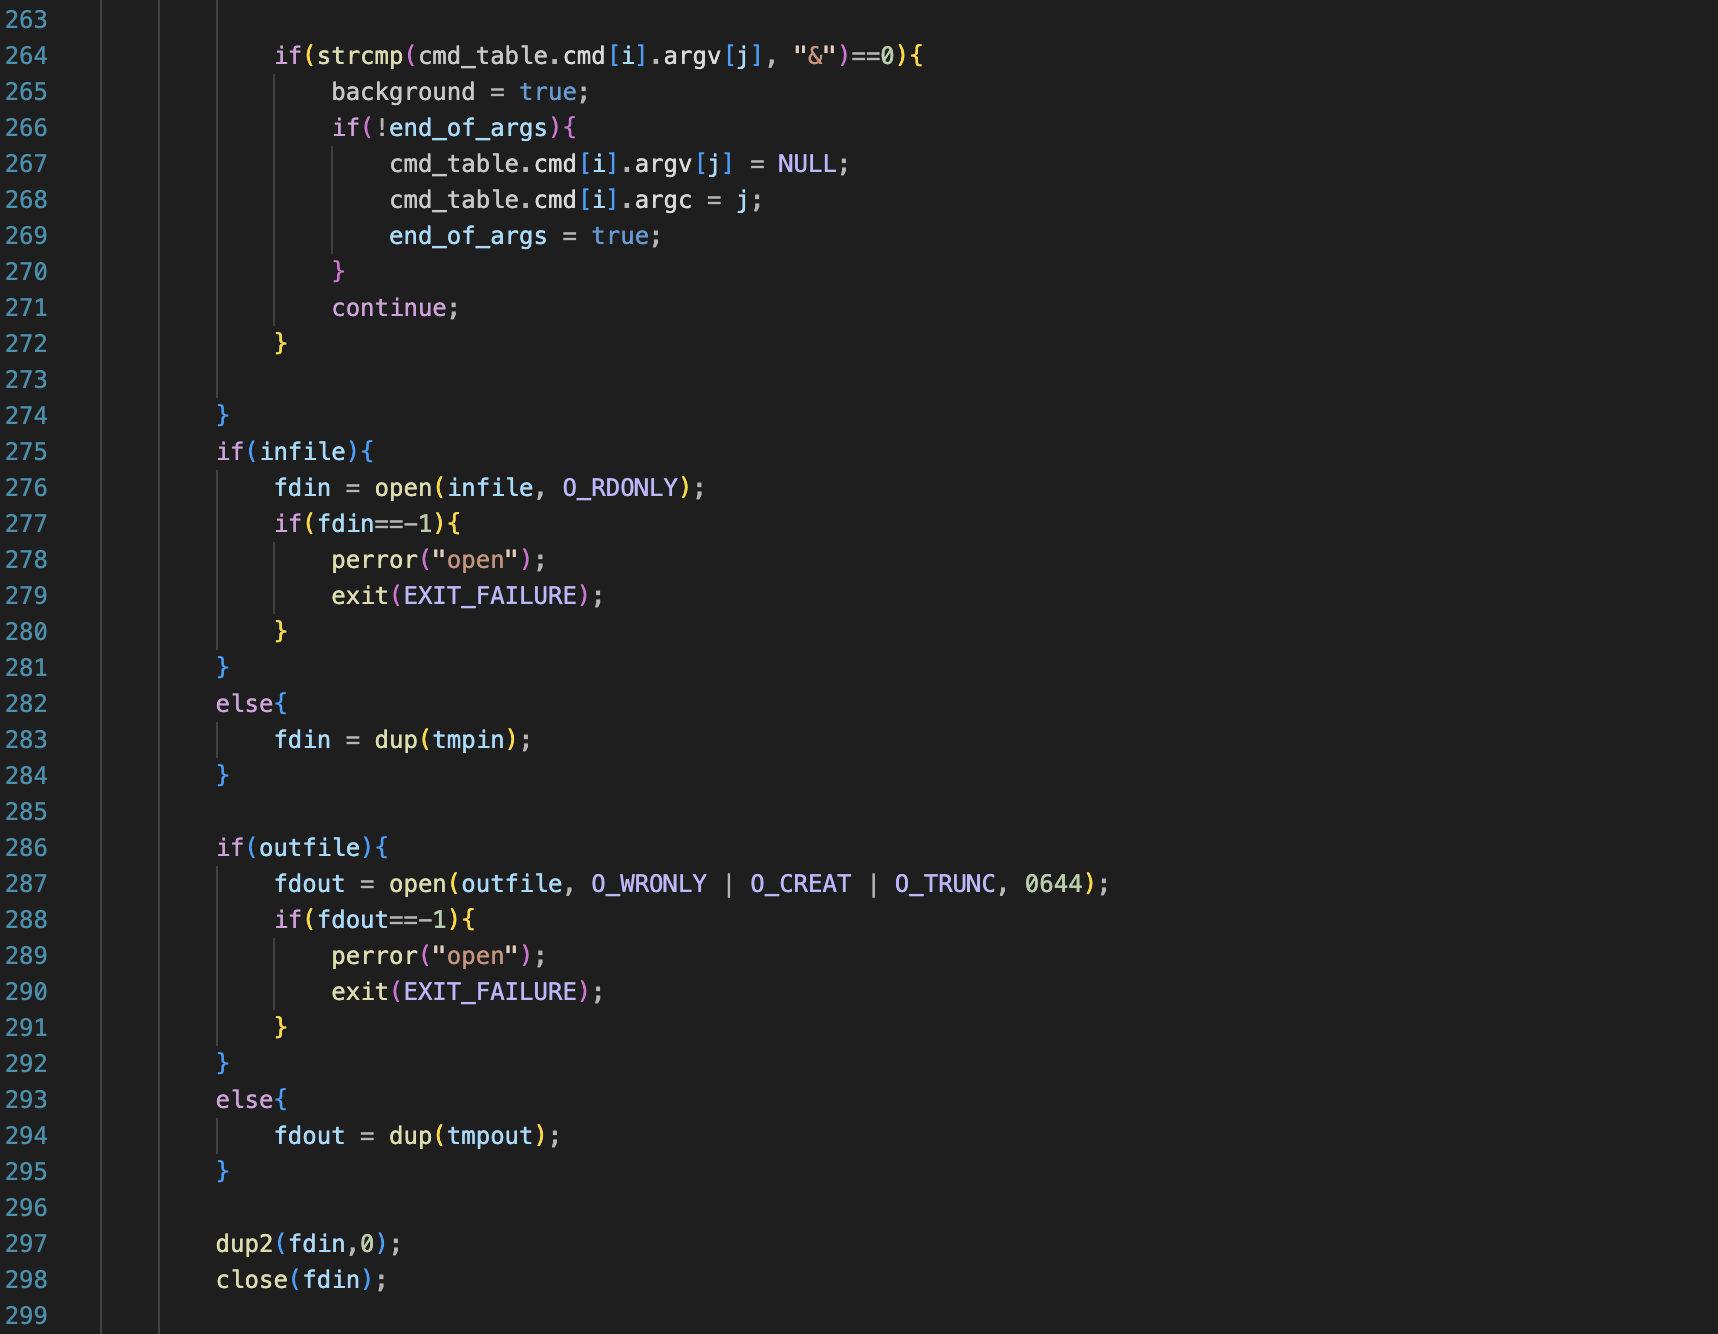 263
264 if(strcmp(cmd_table.cmd[i].argv[j], "&")==0){
265 background = true;
266 if(!end_of_args){
267 cmd_table.cmd[i].argv[j] = NULL;
268 cmd_table.cmd[i].argc = j;
269 end_of_args = true;
270 }
271 continue;
272 }
273
274 }
275 if(infile){
276 fdin = open(infile, O_RDONLY);
277 if(fdin==-1){
278 perror("open");
279 exit(EXIT_FAILURE);
280 }
281 }
282 else{
283 fdin = dup(tmpin);
284 }
285
286 if(outfile){
287 fdout = open(outfile, O_WRONLY | O_CREAT | O_TRUNC, 0644);
288 if(fdout==-1){
289 perror("open");
290 exit(EXIT_FAILURE);
291 }
292 }
293 else{
294 fdout = dup(tmpout);
295 }
296
297 dup2(fdin,0);
298 close(fdin);
299